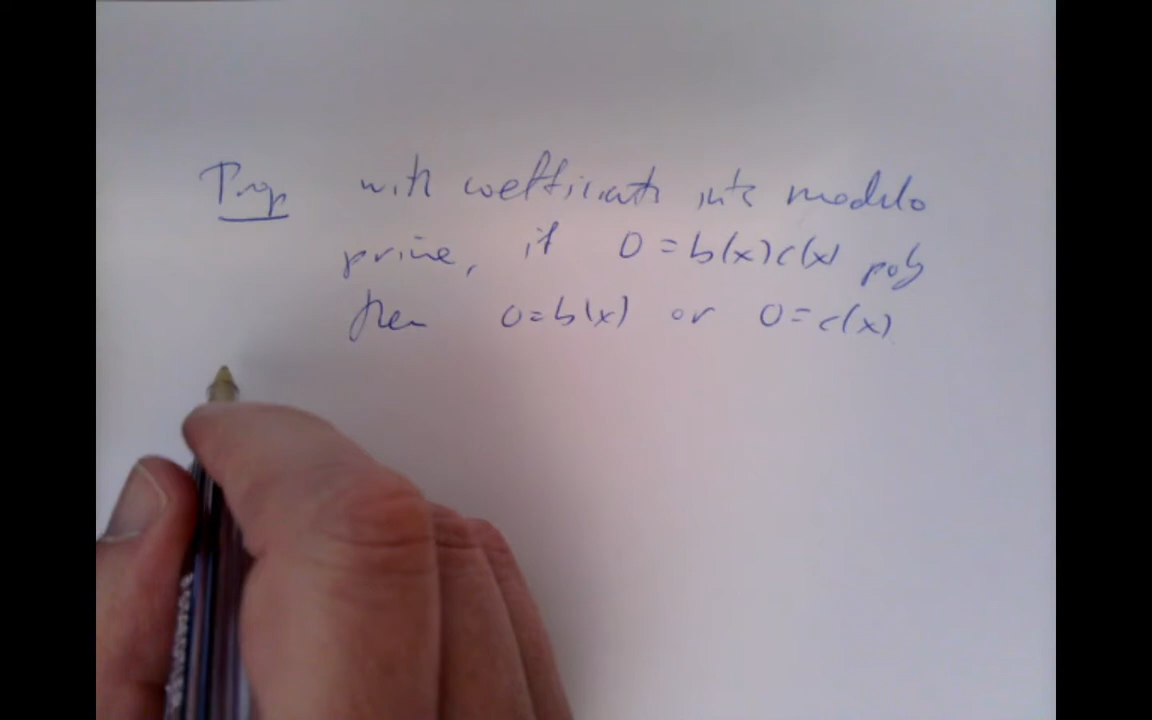 Prop with coefficients ints modulo
prime, if 0 = b(x)c(x) poly
then 0=b(x) or 0=c(x)